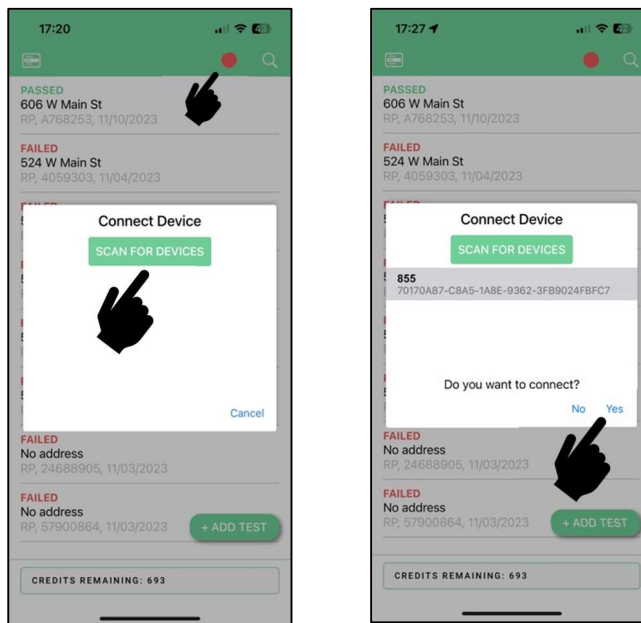 17:20
PASSED
606 W Main St
RP, A768253, 11/10/2023
FAILED
524 W Main St
RP, 4059303, 11/04/2023
Connect Device
SCAN FOR DEVICES
Cancel
FAILED
No address
RP, 24688905, 11/03/2023
FAILED
No address
RP, 57900864, 11/03/2023
+ ADD TEST
CREDITS REMAINING: 693
17:27
PASSED
606 W Main St
RP, A768253, 11/10/2023
FAILED
524 W Main St
RP, 4059303, 11/04/2023
Connect Device
SCAN FOR DEVICES
855
70170A87-C8A5-1A8E-9362-3FB9024FBFC7
Do you want to connect?
No Yes
FAILED
No address
RP, 24688905, 11/03/2023
FAILED
No address
RP, 57900864, 11/03/2023
+ ADD TEST
CREDITS REMAINING: 693